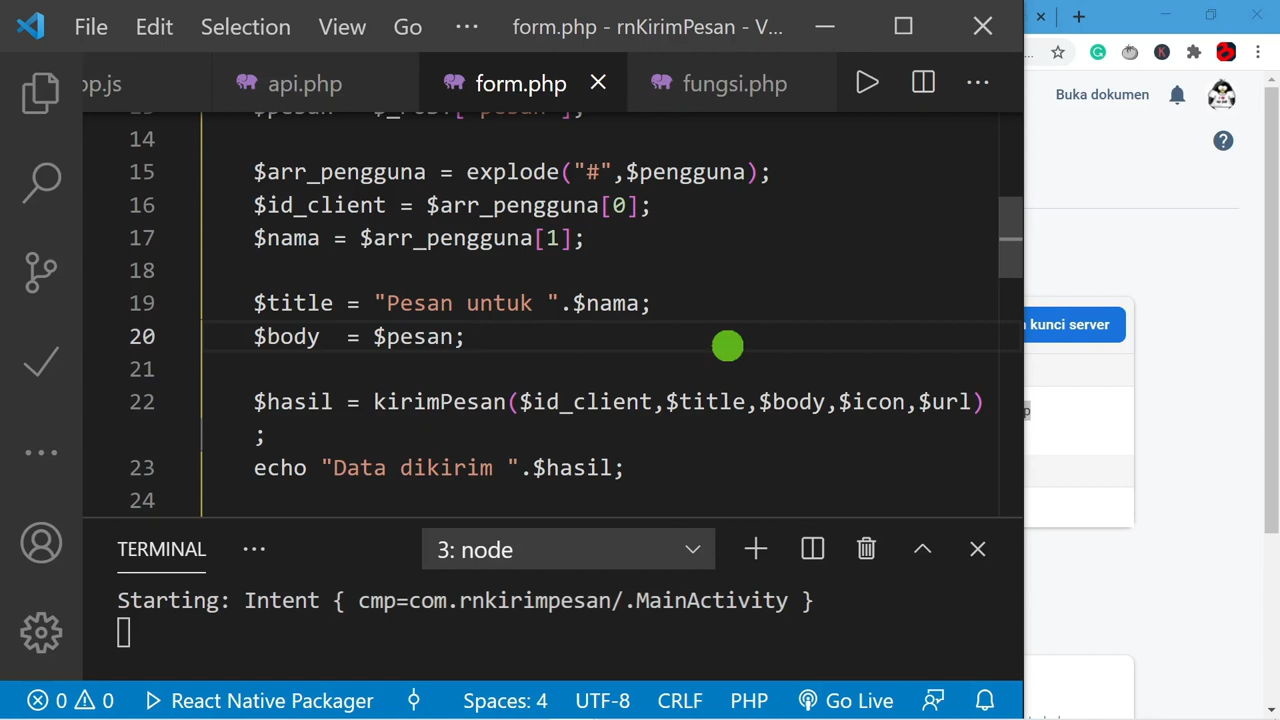 File Edit Selection View Go ··· form.php - rnKirimPesan - V...
pp.js api.php form.php fungsi.php
14
15 $arr_pengguna = explode("#",$pengguna);
16 $id_client = $arr_pengguna[0];
17 $nama = $arr_pengguna[1];
18
19 $title = "Pesan untuk ".$nama;
20 $body  = $pesan;
21
22 $hasil = kirimPesan($id_client,$title,$body,$icon,$url)
;
23 echo "Data dikirim ".$hasil;
24
TERMINAL ··· 3: node
Starting: Intent { cmp=com.rnkirimpesan/.MainActivity }
0 0 React Native Packager Spaces: 4 UTF-8 CRLF PHP Go Live
Buka dokumen
n kunci server
p